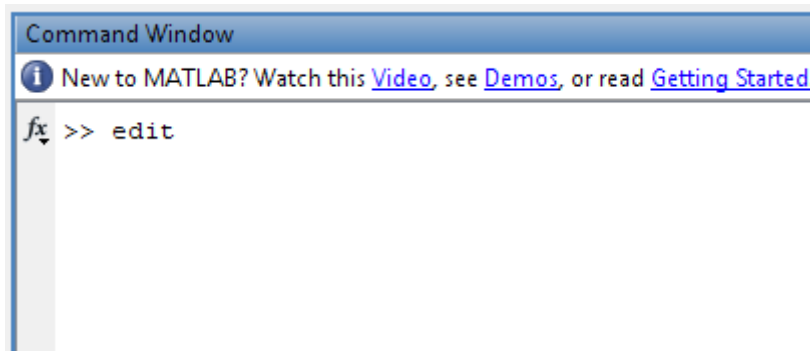 Command Window
New to MATLAB? Watch this Video, see Demos, or read Getting Started
fx >> edit